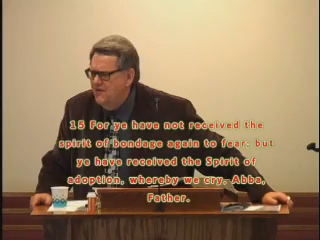 15 For ye have not received the
spirit of bondage again to fear; but
ye have received the Spirit of
adoption, whereby we cry, Abba,
Father.